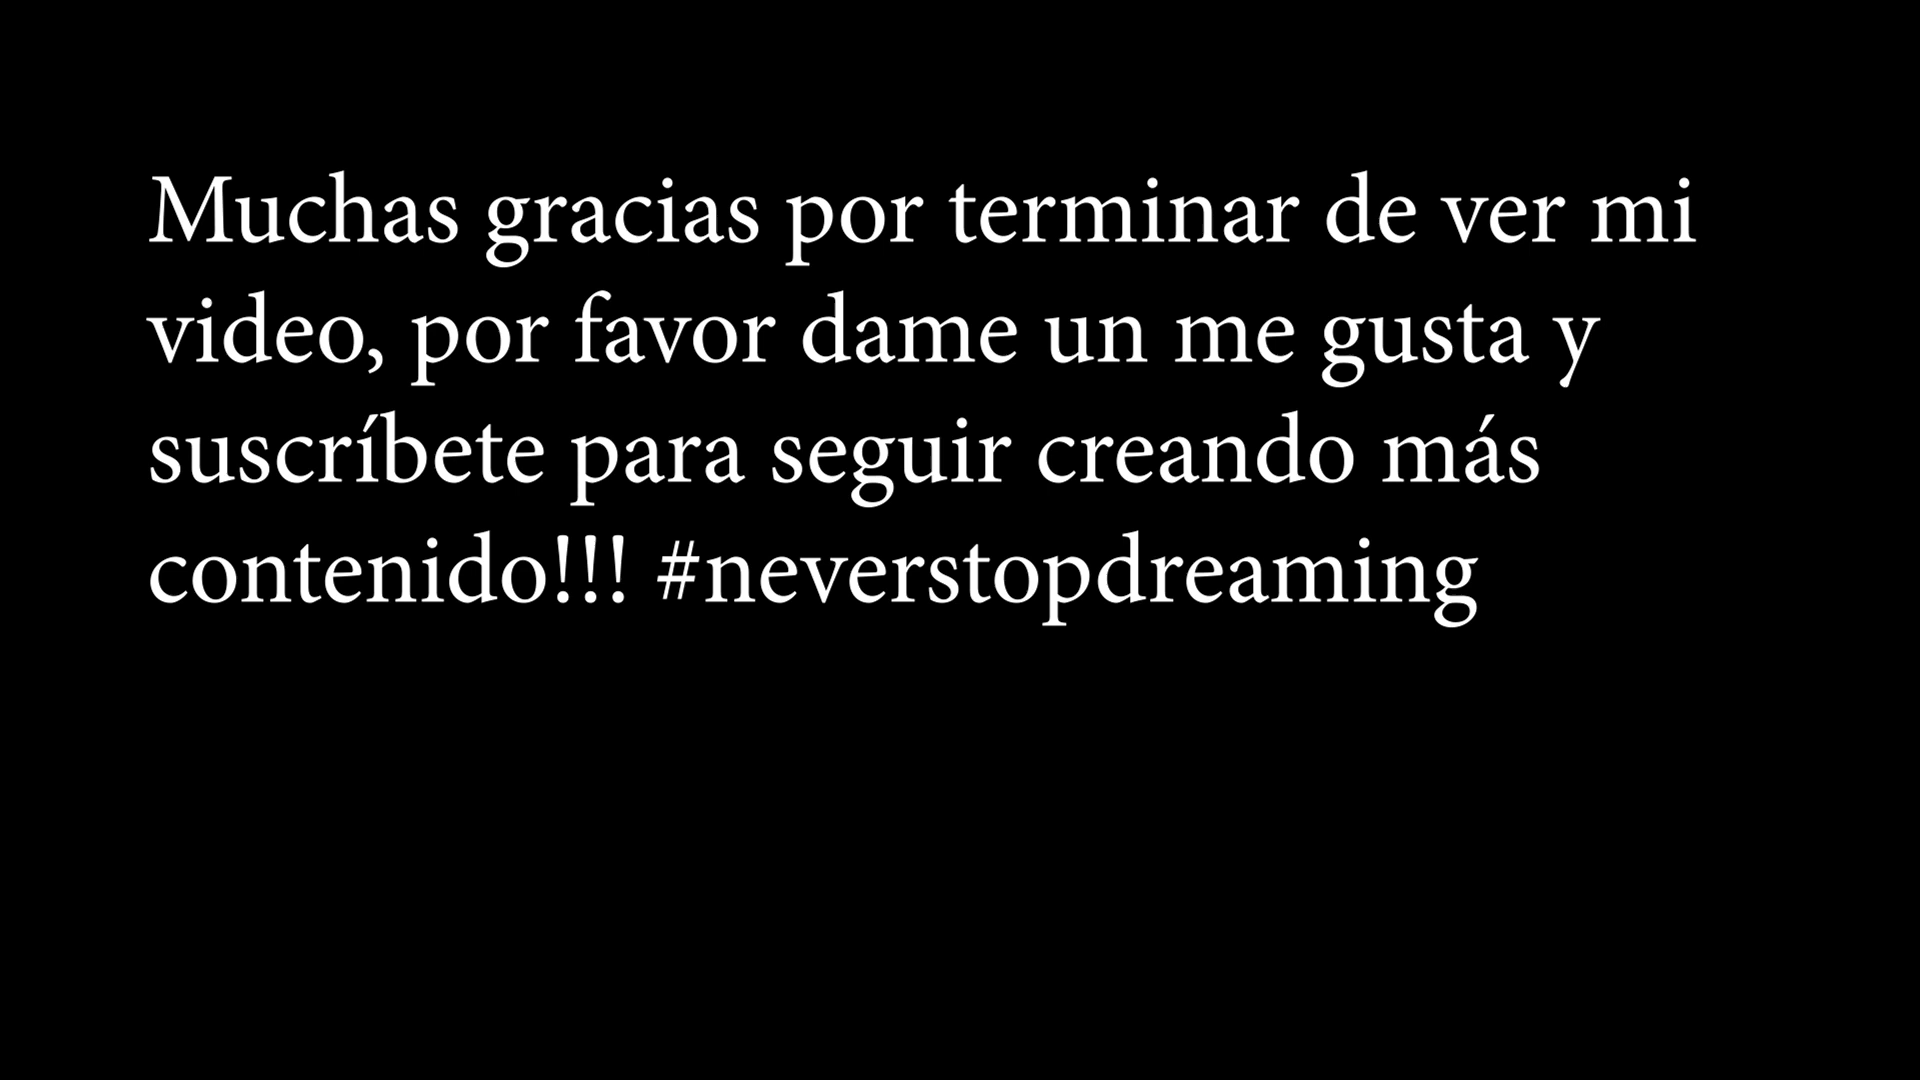 Muchas gracias por terminar de ver mi
video, por favor dame un me gusta y
suscríbete para seguir creando más
contenido!!! #neverstopdreaming